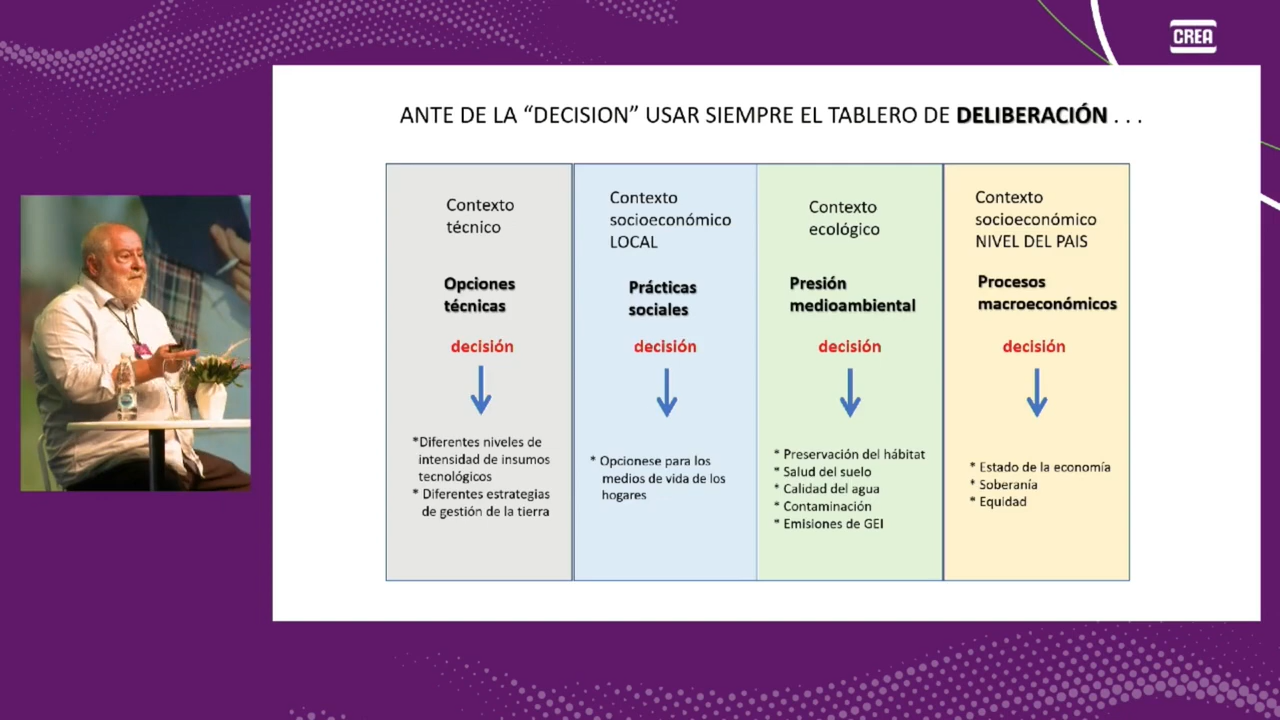 CREA
ANTE DE LA “DECISION” USAR SIEMPRE EL TABLERO DE DELIBERACIÓN . . .
Contexto
técnico
Opciones
técnicas
decisión
*Diferentes niveles de
intensidad de insumos
tecnológicos
* Diferentes estrategias
de gestión de la tierra
Contexto
socioeconómico
LOCAL
Prácticas
sociales
decisión
* Opcionese para los
medios de vida de los
hogares
Contexto
ecológico
Presión
medioambiental
decisión
* Preservación del hábitat
* Salud del suelo
* Calidad del agua
* Contaminación
* Emisiones de GEI
Contexto
socioeconómico
NIVEL DEL PAIS
Procesos
macroeconómicos
decisión
* Estado de la economía
* Soberanía
* Equidad